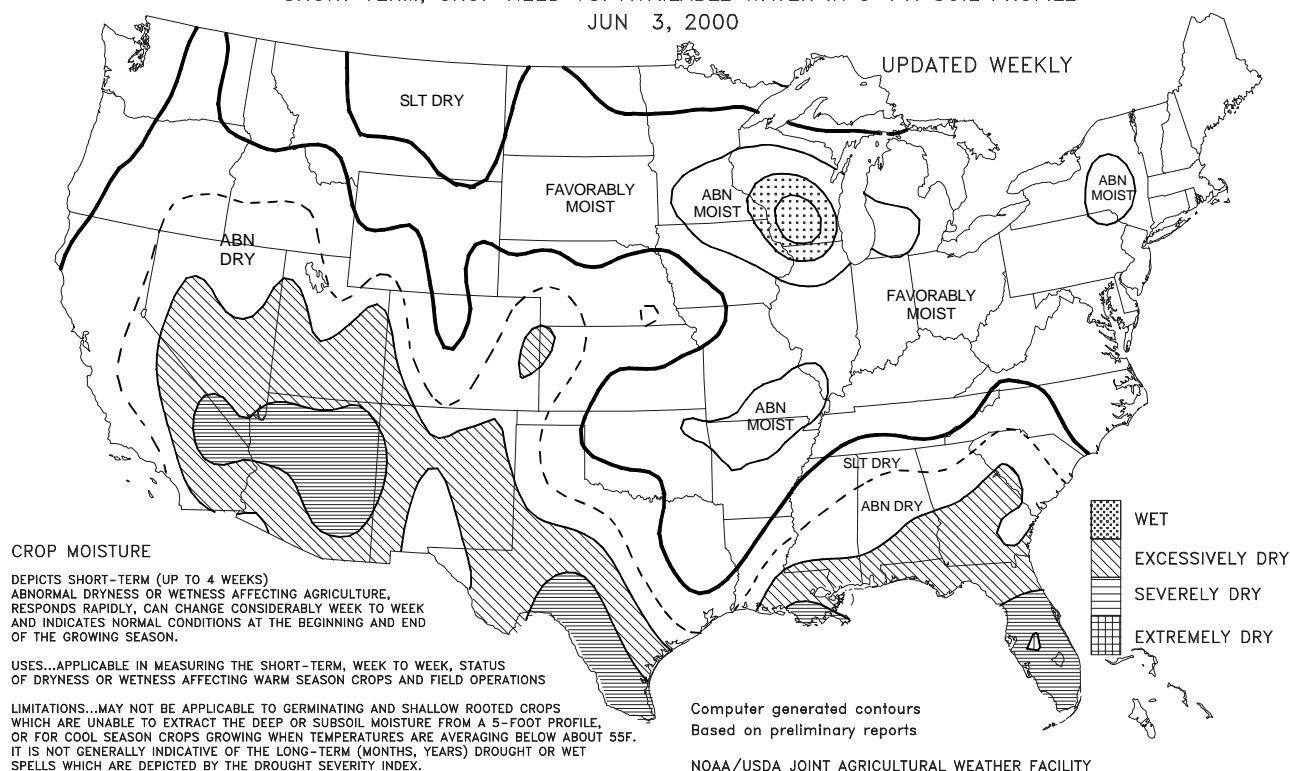 JUN 3, 2000
UPDATED WEEKLY
SLT DRY
FAVORABLY
MOIST
ABN
MOIST
ABN
MOIST
ABN
DRY
FAVORABLY
MOIST
ABN
MOIST
SLT DRY
ABN DRY
WET
EXCESSIVELY DRY
SEVERELY DRY
EXTREMELY DRY
CROP MOISTURE
DEPICTS SHORT-TERM (UP TO 4 WEEKS)
ABNORMAL DRYNESS OR WETNESS AFFECTING AGRICULTURE,
RESPONDS RAPIDLY, CAN CHANGE CONSIDERABLY WEEK TO WEEK
AND INDICATES NORMAL CONDITIONS AT THE BEGINNING AND END
OF THE GROWING SEASON.
USES...APPLICABLE IN MEASURING THE SHORT-TERM, WEEK TO WEEK, STATUS
OF DRYNESS OR WETNESS AFFECTING WARM SEASON CROPS AND FIELD OPERATIONS
LIMITATIONS...MAY NOT BE APPLICABLE TO GERMINATING AND SHALLOW ROOTED CROPS
WHICH ARE UNABLE TO EXTRACT THE DEEP OR SUBSOIL MOISTURE FROM A 5-FOOT PROFILE,
OR FOR COOL SEASON CROPS GROWING WHEN TEMPERATURES ARE AVERAGING BELOW ABOUT 55F.
IT IS NOT GENERALLY INDICATIVE OF THE LONG-TERM (MONTHS, YEARS) DROUGHT OR WET
SPELLS WHICH ARE DEPICTED BY THE DROUGHT SEVERITY INDEX.
Computer generated contours
Based on preliminary reports
NOAA/USDA JOINT AGRICULTURAL WEATHER FACILITY